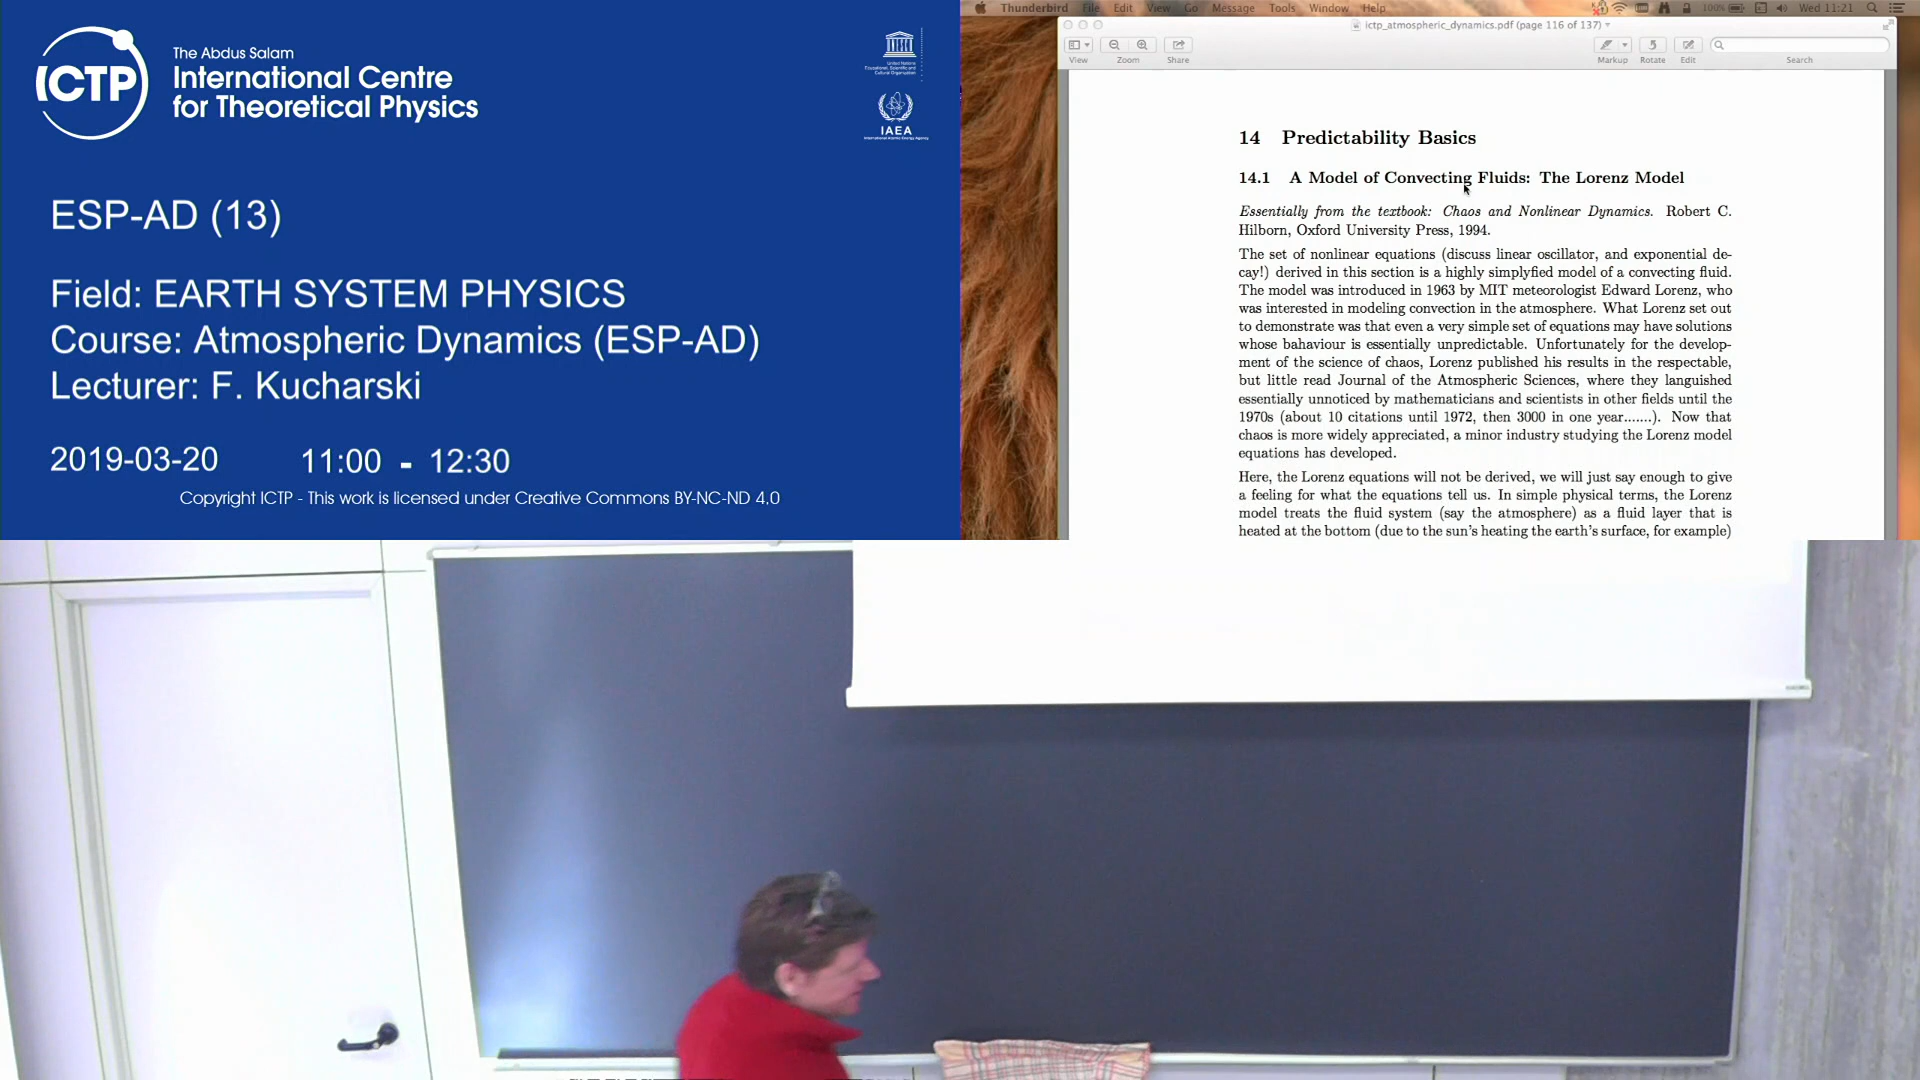 ICTP
The Abdus Salam
International Centre
for Theoretical Physics
United Nations
Educational, Scientific and
Cultural Organization
IAEA
International Atomic Energy Agency
ESP-AD (13)
Field: EARTH SYSTEM PHYSICS
Course: Atmospheric Dynamics (ESP-AD)
Lecturer: F. Kucharski
2019-03-20 11:00 - 12:30
Copyright ICTP - This work is licensed under Creative Commons BY-NC-ND 4,0
Thunderbird File Edit View Go Message Tools Window Help 100% Wed 11:21
ictp_atmospheric_dynamics.pdf (page 116 of 137)
View Zoom Share Markup Rotate Edit Search
14 Predictability Basics
14.1 A Model of Convecting Fluids: The Lorenz Model
Essentially from the textbook: Chaos and Nonlinear Dynamics. Robert C.
Hilborn, Oxford University Press, 1994.
The set of nonlinear equations (discuss linear oscillator, and exponential de-
cay!) derived in this section is a highly simplyfied model of a convecting fluid.
The model was introduced in 1963 by MIT meteorologist Edward Lorenz, who
was interested in modeling convection in the atmosphere. What Lorenz set out
to demonstrate was that even a very simple set of equations may have solutions
whose bahaviour is essentially unpredictable. Unfortunately for the develop-
ment of the science of chaos, Lorenz published his results in the respectable,
but little read Journal of the Atmospheric Sciences, where they languished
essentially unnoticed by mathematicians and scientists in other fields until the
1970s (about 10 citations until 1972, then 3000 in one year.......). Now that
chaos is more widely appreciated, a minor industry studying the Lorenz model
equations has developed.
Here, the Lorenz equations will not be derived, we will just say enough to give
a feeling for what the equations tell us. In simple physical terms, the Lorenz
model treats the fluid system (say the atmosphere) as a fluid layer that is
heated at the bottom (due to the sun's heating the earth's surface, for example)